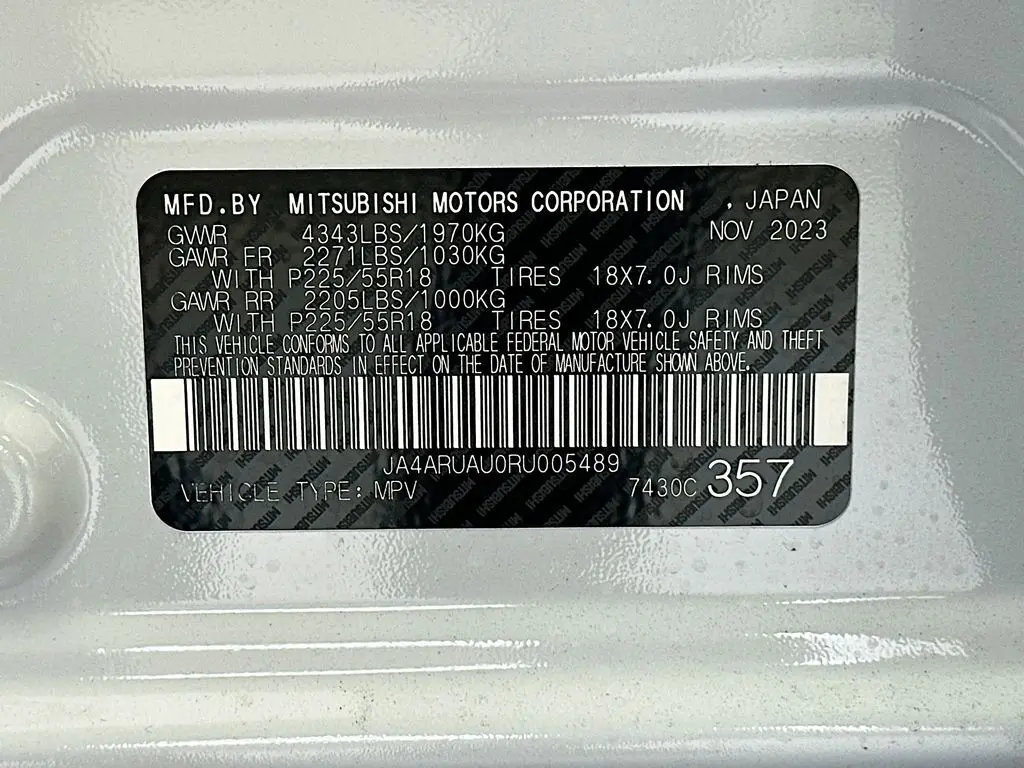 MFD.BY MITSUBISHI MOTORS CORPORATION , JAPAN
GVWR 4343LBS/1970KG NOV 2023
GAWR FR 2271LBS/1030KG
WITH P225/55R18 TIRES 18X7.0J RIMS
GAWR RR 2205LBS/1000KG
WITH P225/55R18 TIRES 18X7.0J RIMS
THIS VEHICLE CONFORMS TO ALL APPLICABLE FEDERAL MOTOR VEHICLE SAFETY AND THEFT
PREVENTION STANDARDS IN EFFECT ON THE DATE OF MANUFACTURE SHOWN ABOVE.
JA4ARUAU0RU005489
VEHICLE TYPE: MPV 7430C 357